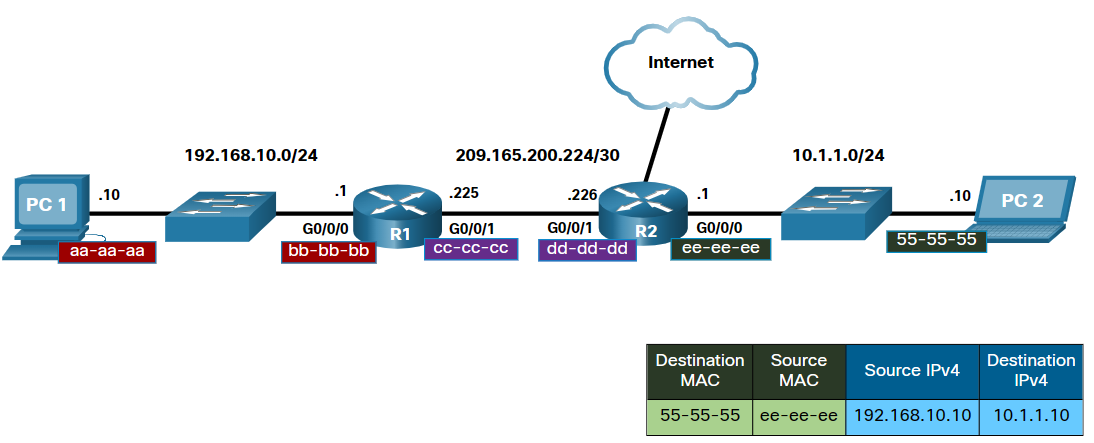 Internet
192.168.10.0/24
209.165.200.224/30
10.1.1.0/24
PC 1
.10
.1
.225
.226
.1
.10
PC 2
R1
R2
G0/0/0
G0/0/1
G0/0/1
G0/0/0
aa-aa-aa
bb-bb-bb
cc-cc-cc
dd-dd-dd
ee-ee-ee
55-55-55
Destination MAC
Source MAC
Source IPv4
Destination IPv4
55-55-55
ee-ee-ee
192.168.10.10
10.1.1.10